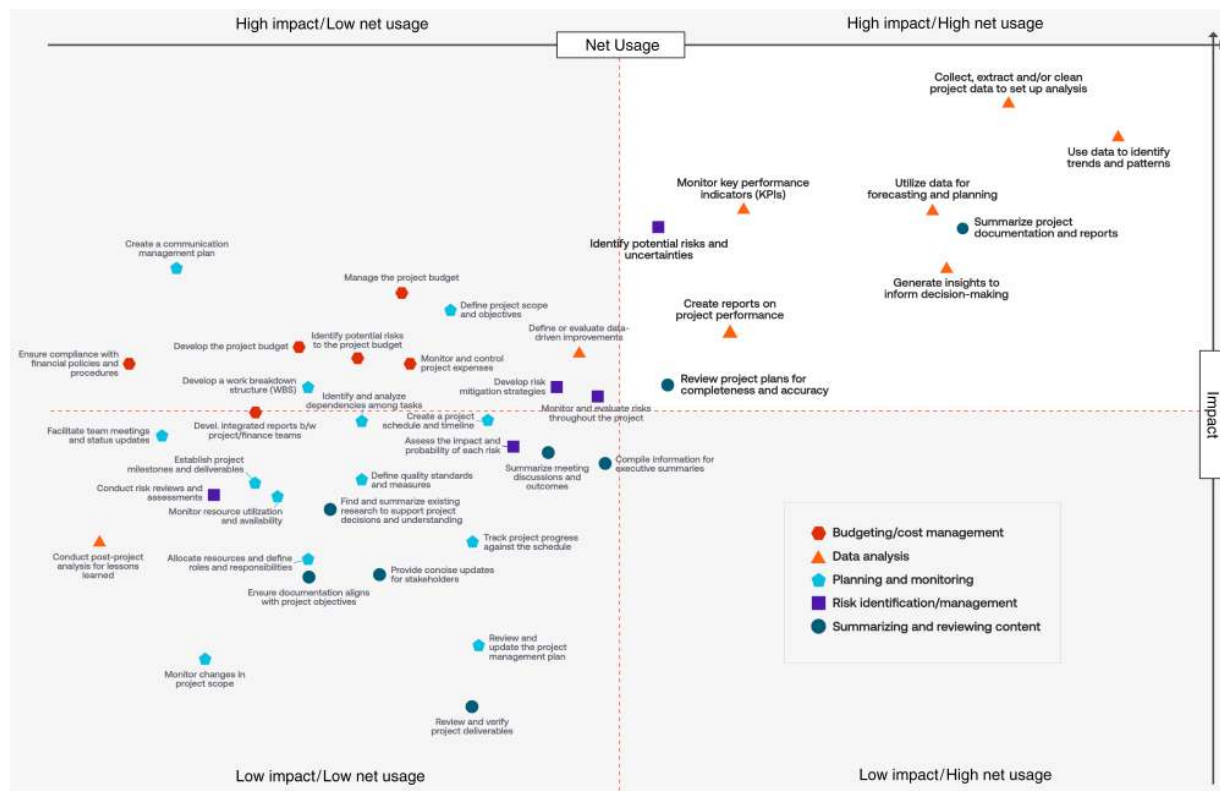 High impact/Low net usage
High impact/High net usage
Net Usage
Collect, extract and/or clean
project data to set up analysis
Use data to identify
trends and patterns
Monitor key performance
indicators (KPIs)
Utilize data for
forecasting and planning
Summarize project
documentation and reports
Identify potential risks and
uncertainties
Create a communication
management plan
Generate insights to
inform decision-making
Manage the project budget
Define project scope
and objectives
Create reports on
project performance
Define or evaluate data-
driven improvements
Develop the project budget
Identify potential risks
to the project budget
Ensure compliance with
financial policies and
procedures
Monitor and control
project expenses
Develop a work breakdown
structure (WBS)
Develop risk
mitigation strategies
Review project plans for
completeness and accuracy
Impact
Identify and analyze
dependencies among tasks
Monitor and evaluate risks
throughout the project
Create a project
schedule and timeline
Devel. integrated reports b/w
project/finance teams
Facilitate team meetings
and status updates
Assess the impact and
probability of each risk
Summarize meeting
discussions and
outcomes
Compile information for
executive summaries
Establish project
milestones and deliverables
Conduct risk reviews and
assessments
Define quality standards
and measures
Monitor resource utilization
and availability
Find and summarize existing
research to support project
decisions and understanding
Track project progress
against the schedule
Conduct post-project
analysis for lessons
learned
Allocate resources and define
roles and responsibilities
Provide concise updates
for stakeholders
Ensure documentation aligns
with project objectives
Review and
update the project
management plan
Monitor changes in
project scope
Review and verify
project deliverables
Budgeting/cost management
Data analysis
Planning and monitoring
Risk identification/management
Summarizing and reviewing content
Low impact/Low net usage
Low impact/High net usage